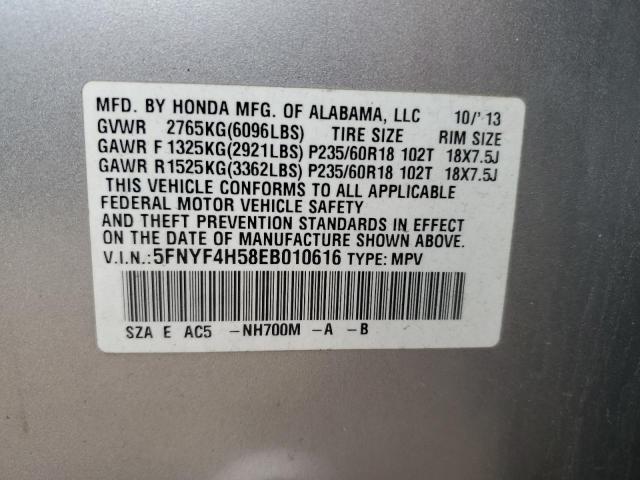 MFD. BY HONDA MFG. OF ALABAMA, LLC 10/'13
GVWR 2765KG(6096LBS) TIRE SIZE RIM SIZE
GAWR F 1325KG(2921LBS) P235/60R18 102T 18X7.5J
GAWR R1525KG(3362LBS) P235/60R18 102T 18X7.5J
THIS VEHICLE CONFORMS TO ALL APPLICABLE
FEDERAL MOTOR VEHICLE SAFETY
AND THEFT PREVENTION STANDARDS IN EFFECT
ON THE DATE OF MANUFACTURE SHOWN ABOVE.
V.I.N.:5FNYF4H58EB010616 TYPE: MPV
SZA E AC5 -NH700M -A -B